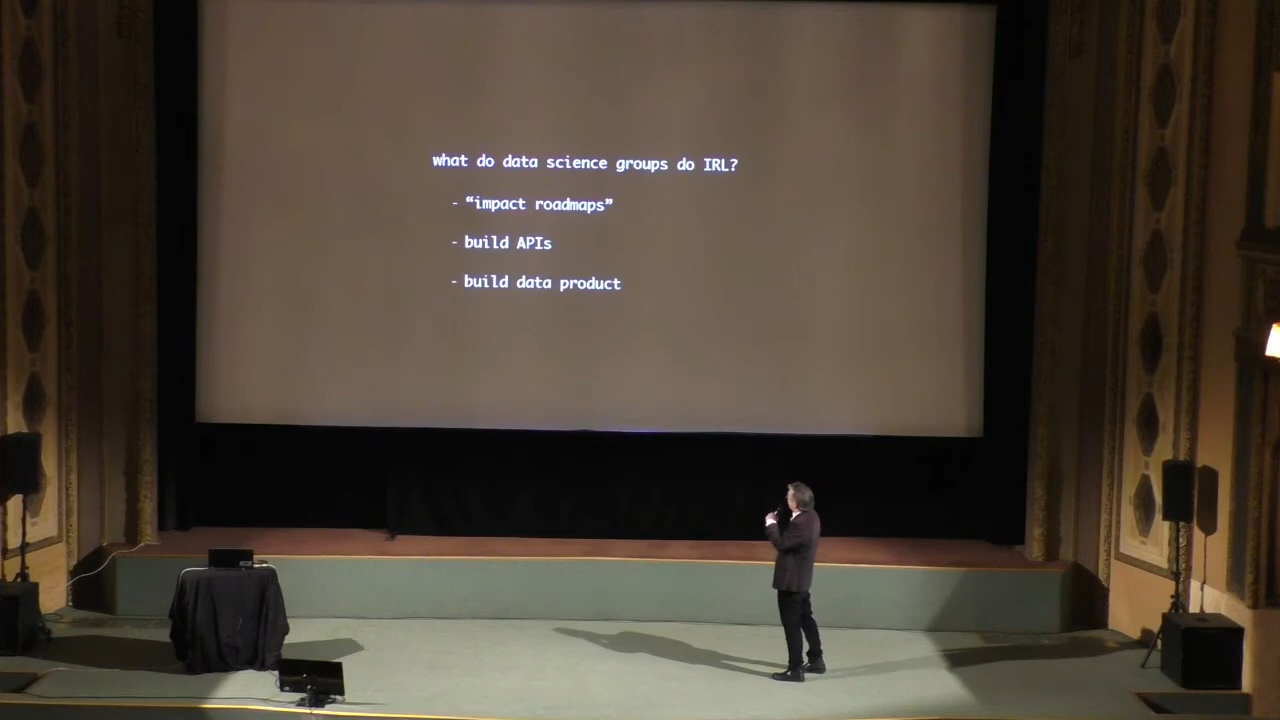 what do data science groups do IRL?
- “impact roadmaps”
- build APIs
- build data product